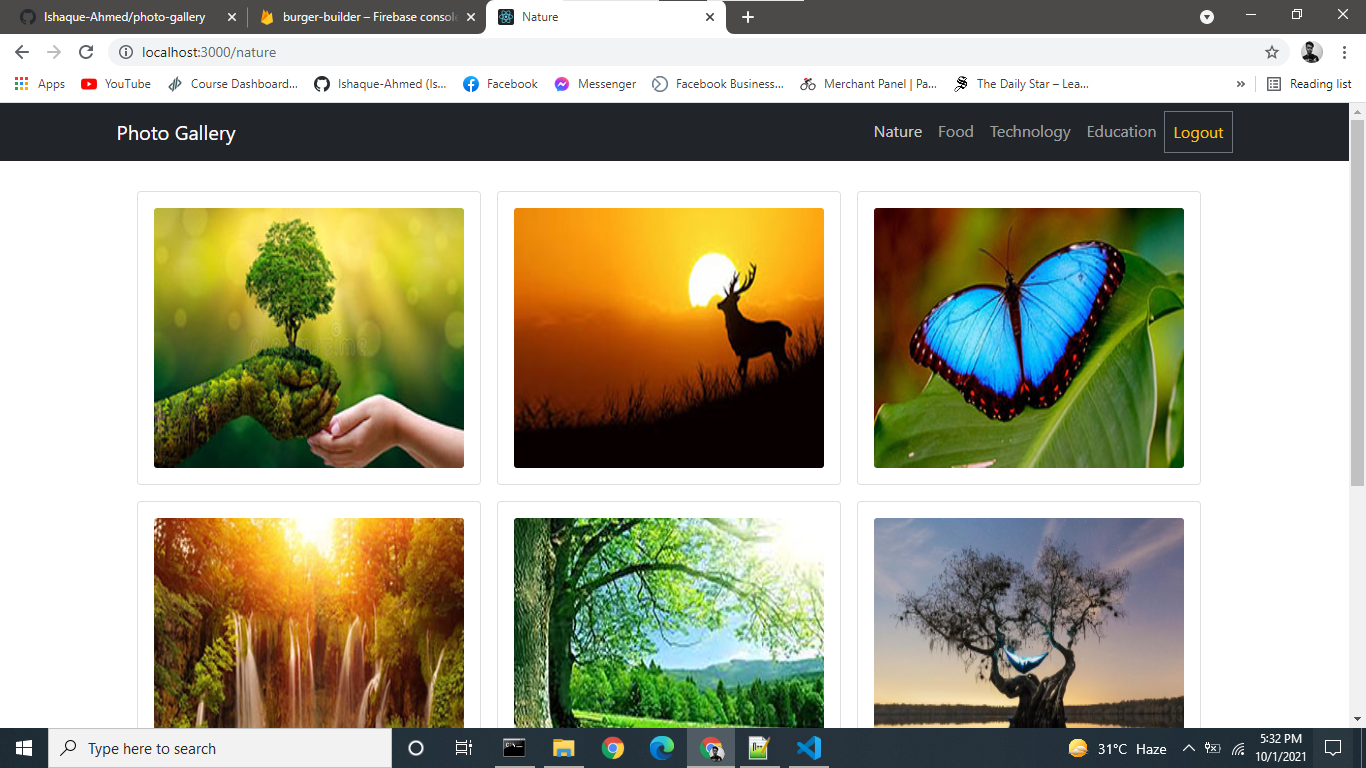 Ishaque-Ahmed/photo-gallery
burger-builder – Firebase console
Nature
localhost:3000/nature
Apps
YouTube
Course Dashboard...
Ishaque-Ahmed (Is...
Facebook
Messenger
Facebook Business...
Merchant Panel | Pa...
The Daily Star – Lea...
»
Reading list
Photo Gallery
Nature
Food
Technology
Education
Logout
Type here to search
31°C Haze
5:32 PM
10/1/2021